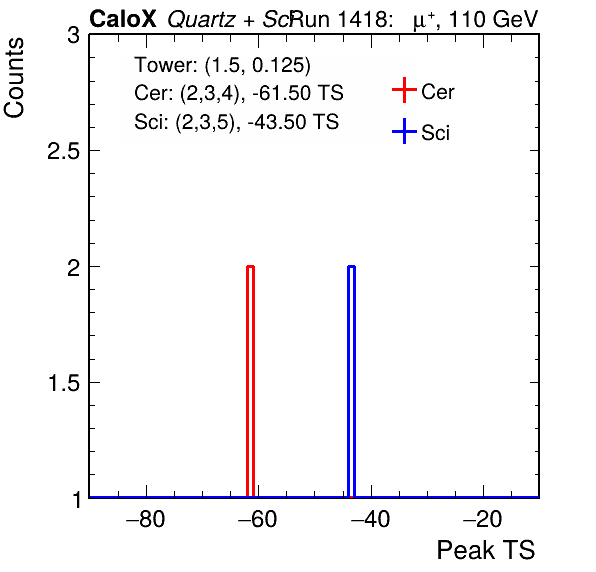 CaloX Quartz + Sci Run 1418: μ⁺, 110 GeV
Counts
Tower: (1.5, 0.125)
Cer: (2,3,4), -61.50 TS
Sci: (2,3,5), -43.50 TS
Cer
Sci
3
2.5
2
1.5
1
−80 −60 −40 −20
Peak TS